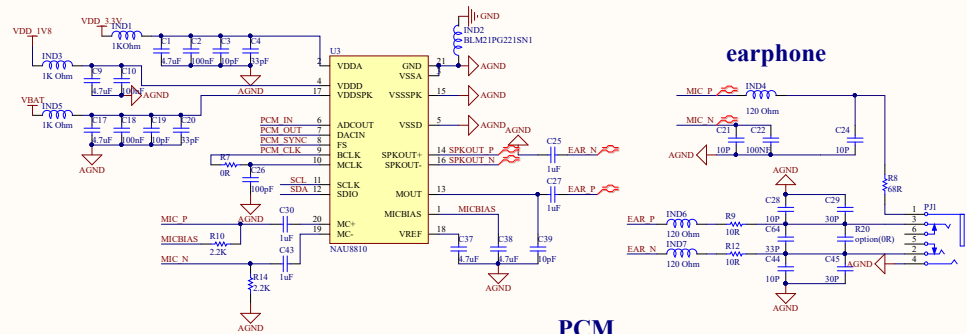 VDD_3.3V
GND
VDD_1V8
IND1
1KOhm
IND2
BLM21PG221SN1
IND3
1K Ohm
C1
4.7uF
C2
100nF
C3
10pF
C4
33pF
AGND
U3
C9
4.7uF
C10
100nF
AGND
VBAT
IND5
1K Ohm
C17
4.7uF
C18
100nF
C19
10pF
C20
33pF
AGND
AGND
2
VDDA
4
VDDD
17
VDDSPK
PCM_IN
6
ADCOUT
PCM_OUT
7
DACIN
PCM_SYNC
8
FS
PCM_CLK
9
BCLK
10
MCLK
R7
0R
C26
100pF
AGND
SCL
11
SCLK
SDA
12
SDIO
MIC_P
C30
1uF
20
MC+
MICBIAS
R10
2.2K
MIC_N
C43
1uF
19
MC-
R14
2.2K
AGND
NAU8810
GND
21
VSSA
3
AGND
VSSSPK
15
AGND
VSSD
5
AGND
AGND
SPKOUT+
14
SPKOUT_P
SPKOUT-
16
SPKOUT_N
C25
1uF
EAR_N
MOUT
13
C27
1uF
EAR_P
MICBIAS
1
MICBIAS
VREF
18
C37
4.7uF
C38
4.7uF
C39
10pF
AGND
earphone
MIC_P
IND4
120 Ohm
MIC_N
C21
10P
C22
100NF
C24
10P
AGND
R8
68R
AGND
C28
10P
C29
30P
PJ1
1
3
6
5
2
4
EAR_P
IND6
120 Ohm
R9
10R
C64
33P
R20
option(0R)
EAR_N
IND7
120 Ohm
R12
10R
C44
10P
C45
30P
AGND
AGND
PCM